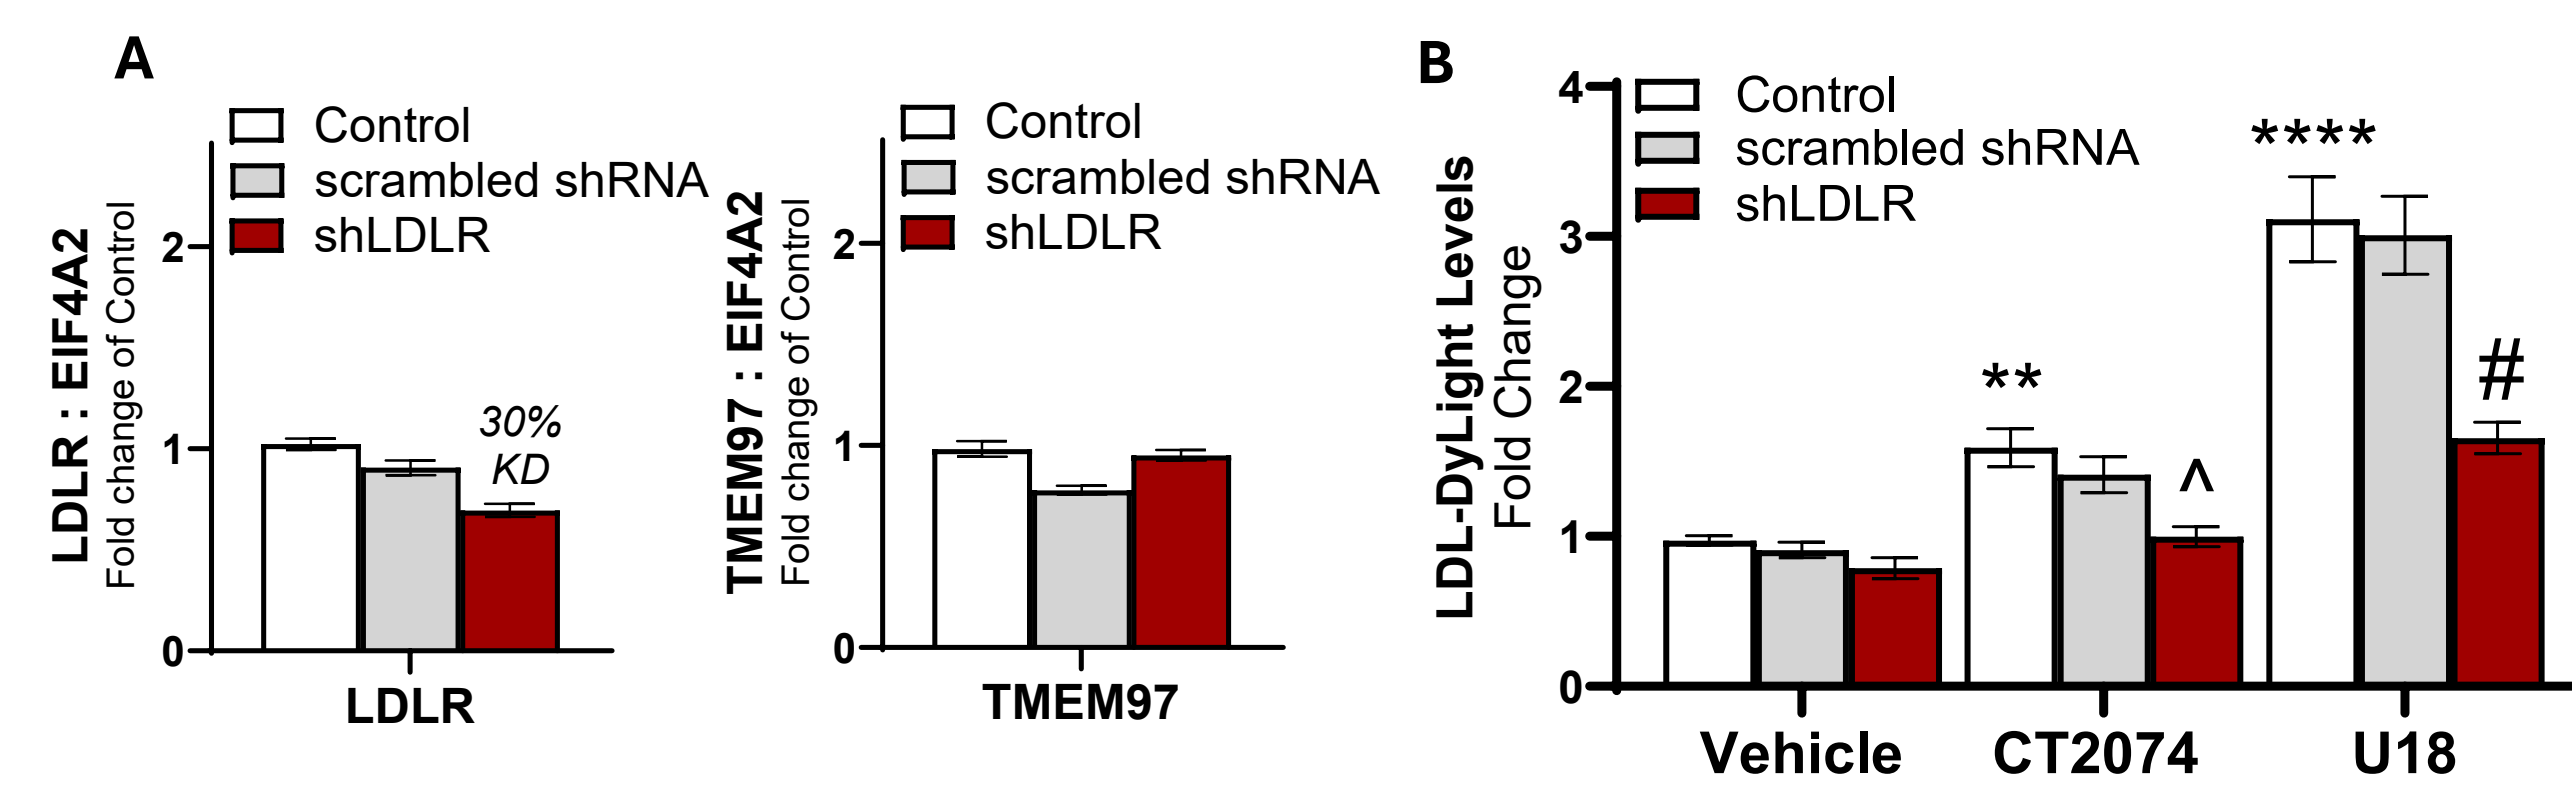 A
Control
scrambled shRNA
shLDLR
LDLR : EIF4A2
Fold change of Control
2
1
0
30%
KD
LDLR
Control
scrambled shRNA
shLDLR
TMEM97 : EIF4A2
Fold change of Control
2
1
0
TMEM97
B
Control
scrambled shRNA
shLDLR
LDL-DyLight Levels
Fold Change
4
3
2
1
0
**
^
****
#
Vehicle
CT2074
U18